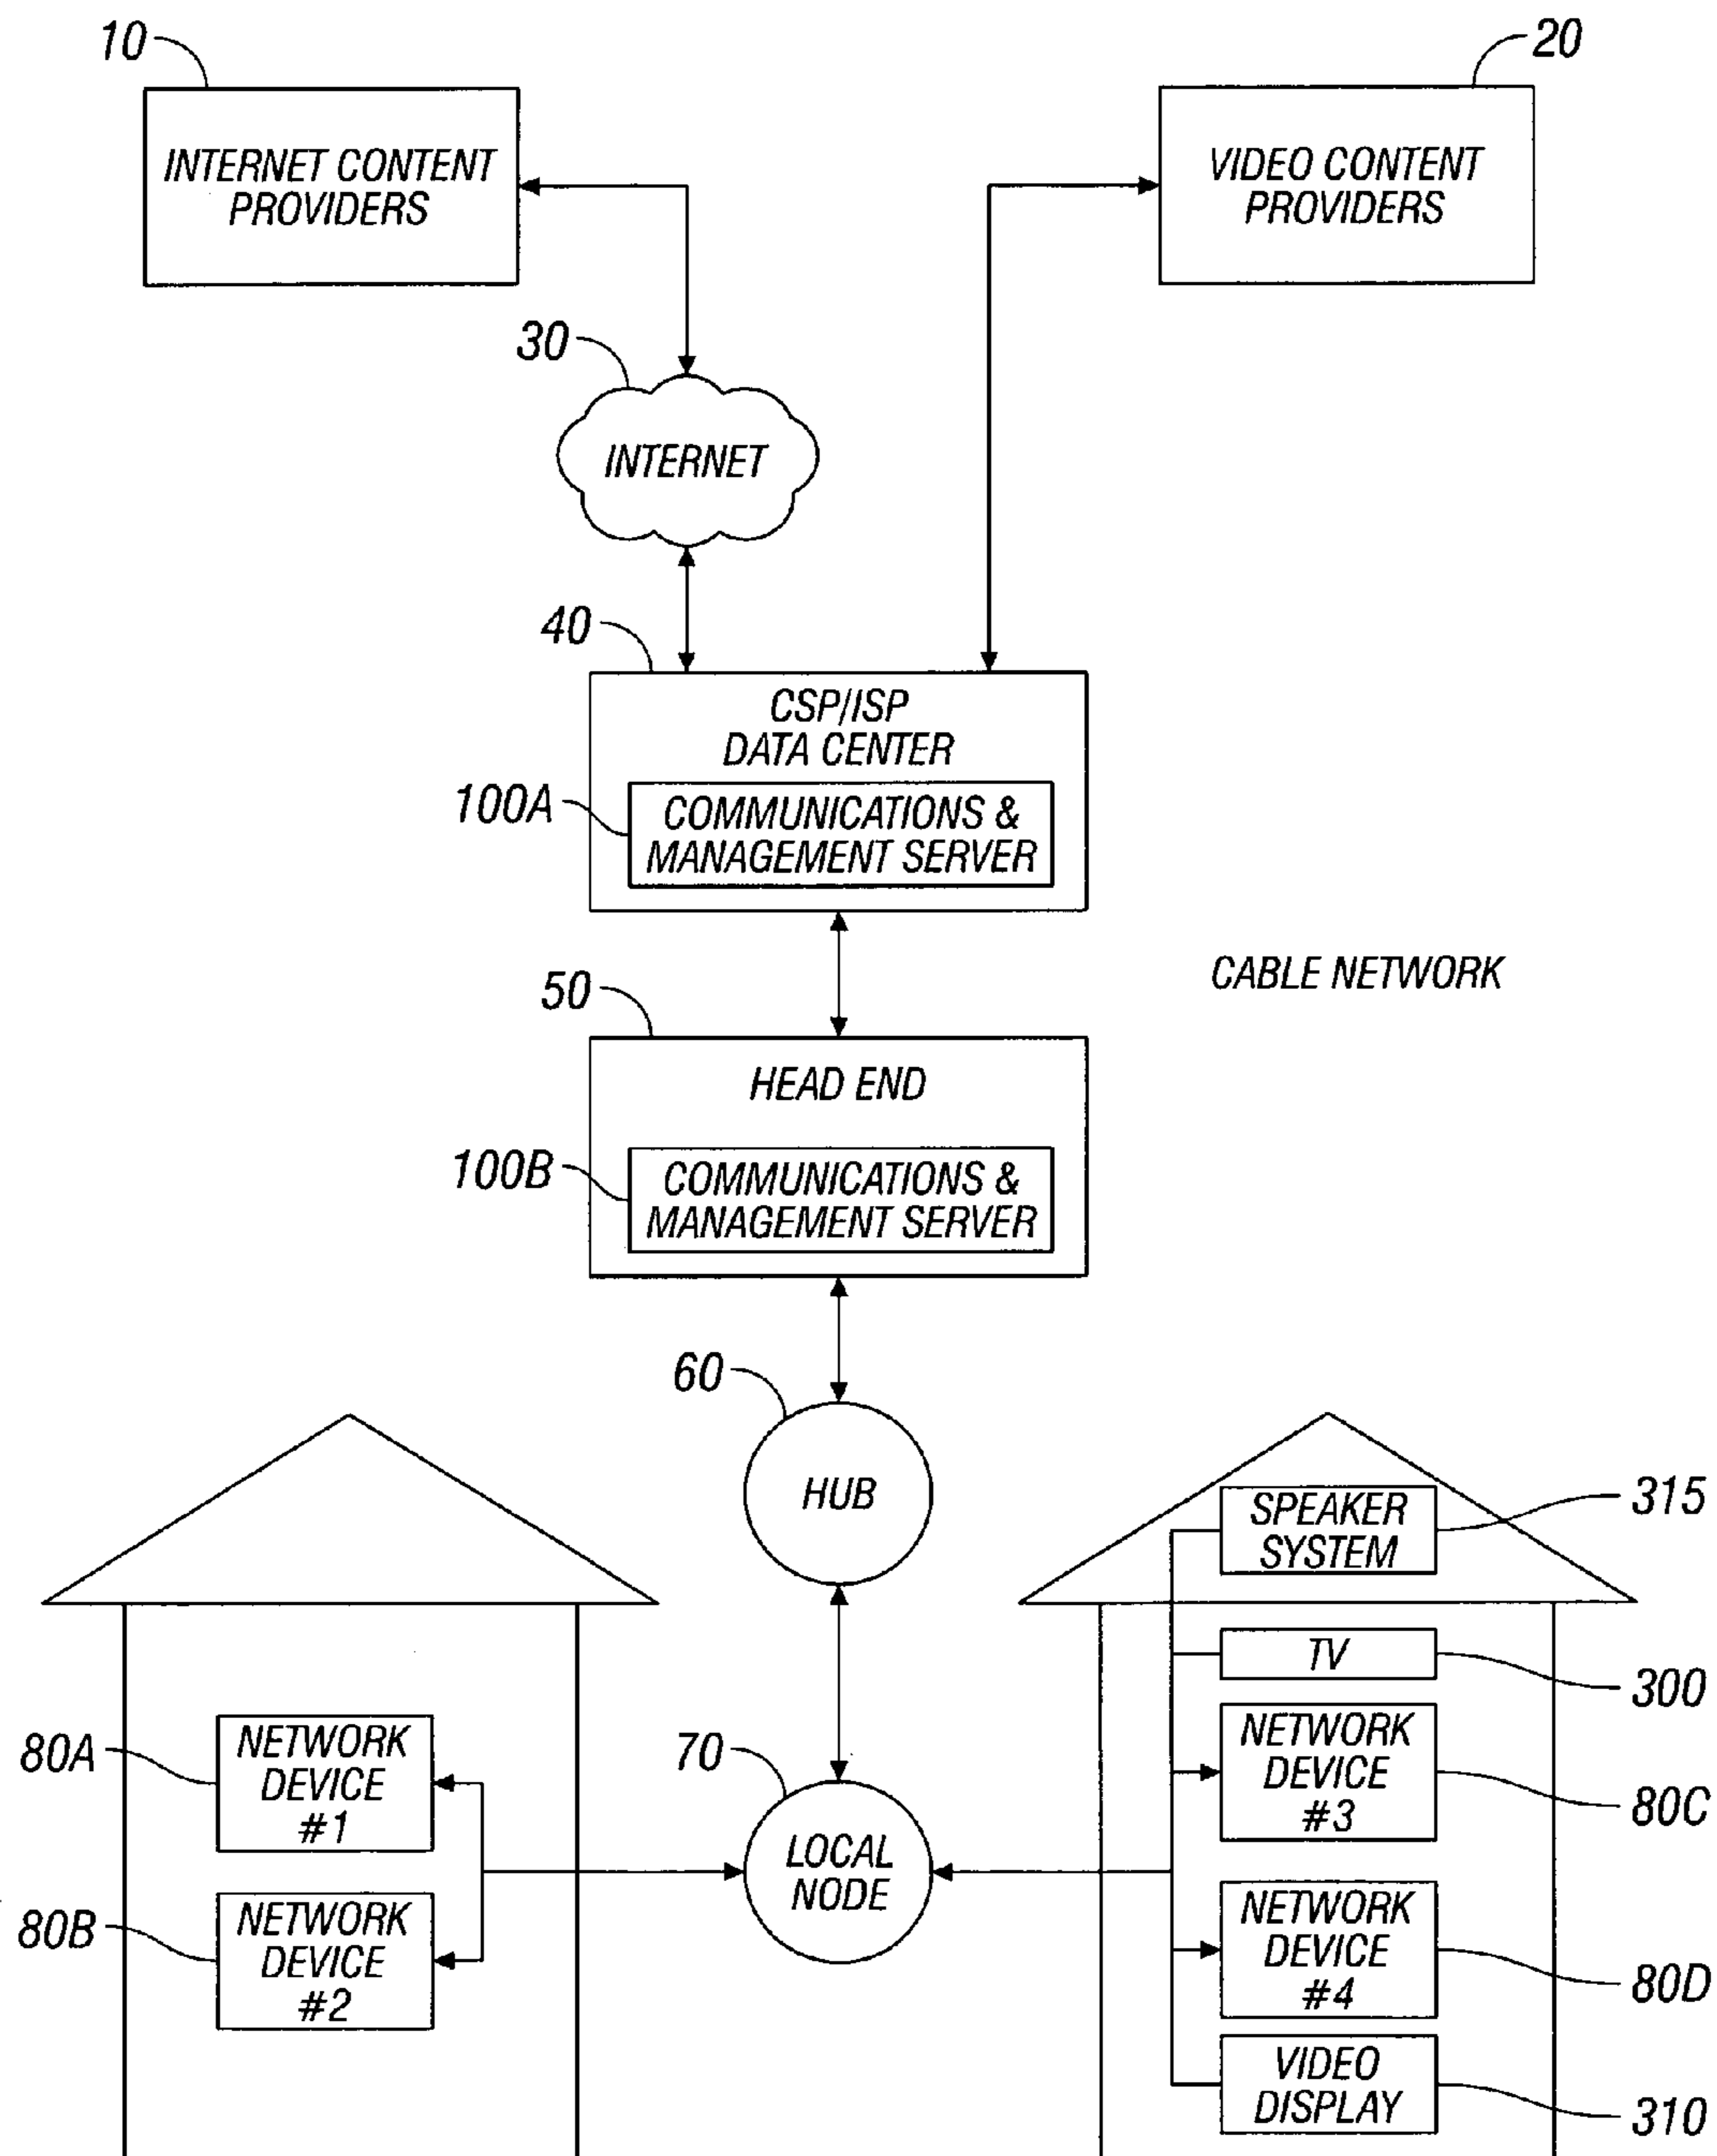 10
20
INTERNET CONTENT
PROVIDERS
VIDEO CONTENT
PROVIDERS
30
INTERNET
40
CSP/ISP
DATA CENTER
100A
COMMUNICATIONS &
MANAGEMENT SERVER
CABLE NETWORK
50
HEAD END
100B
COMMUNICATIONS &
MANAGEMENT SERVER
60
HUB
SPEAKER
SYSTEM
315
TV
300
80A
NETWORK
DEVICE
#1
70
NETWORK
DEVICE
#3
80C
LOCAL
NODE
80B
NETWORK
DEVICE
#2
NETWORK
DEVICE
#4
80D
VIDEO
DISPLAY
310